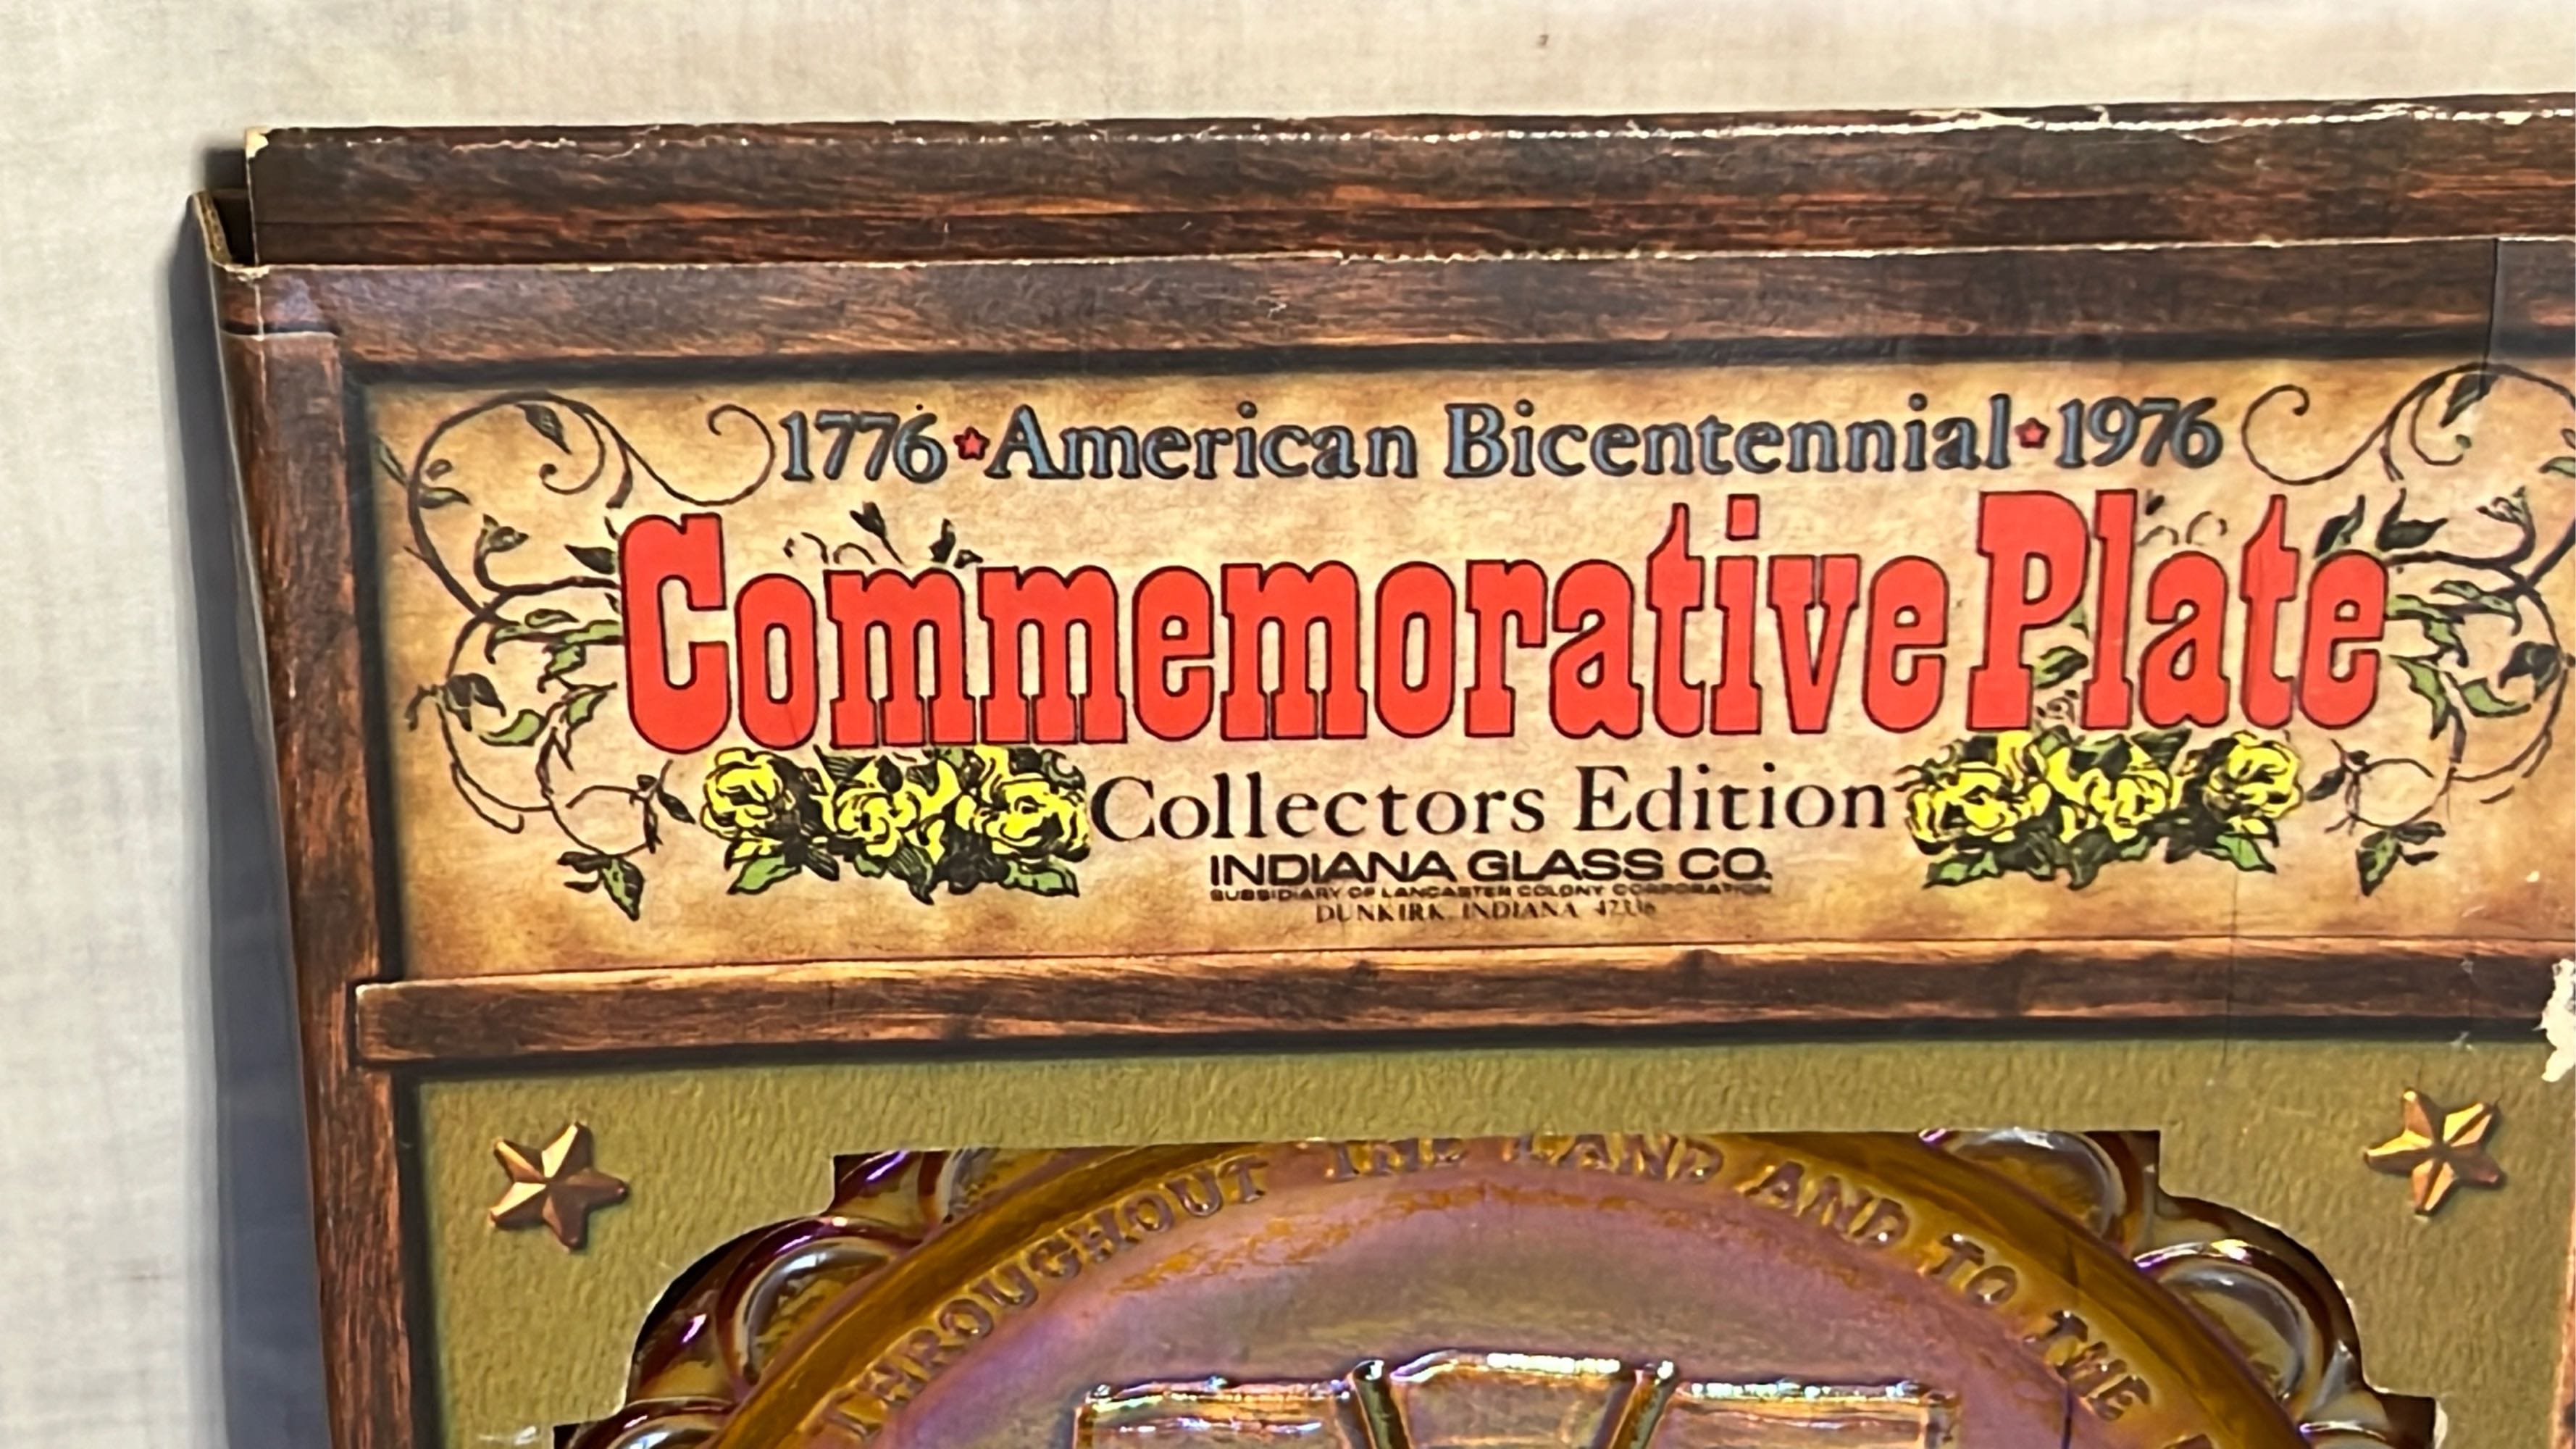 1776★American Bicentennial★1976
Commemorative Plate
Collectors Edition
INDIANA GLASS CO.
SUBSIDIARY OF LANCASTER COLONY CORPORATION
DUNKIRK, INDIANA
THROUGHOUT THE LAND AND TO THE